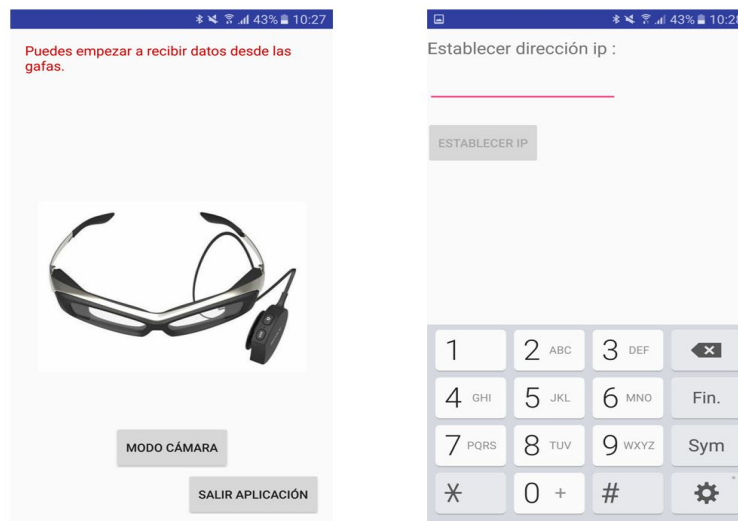 43% 10:27
Puedes empezar a recibir datos desde las
gafas.
MODO CÁMARA
SALIR APLICACIÓN
43% 10:28
Establecer dirección ip :
ESTABLECER IP
1 2 ABC 3 DEF
4 GHI 5 JKL 6 MNO Fin.
7 PQRS 8 TUV 9 WXYZ Sym
* 0 + #